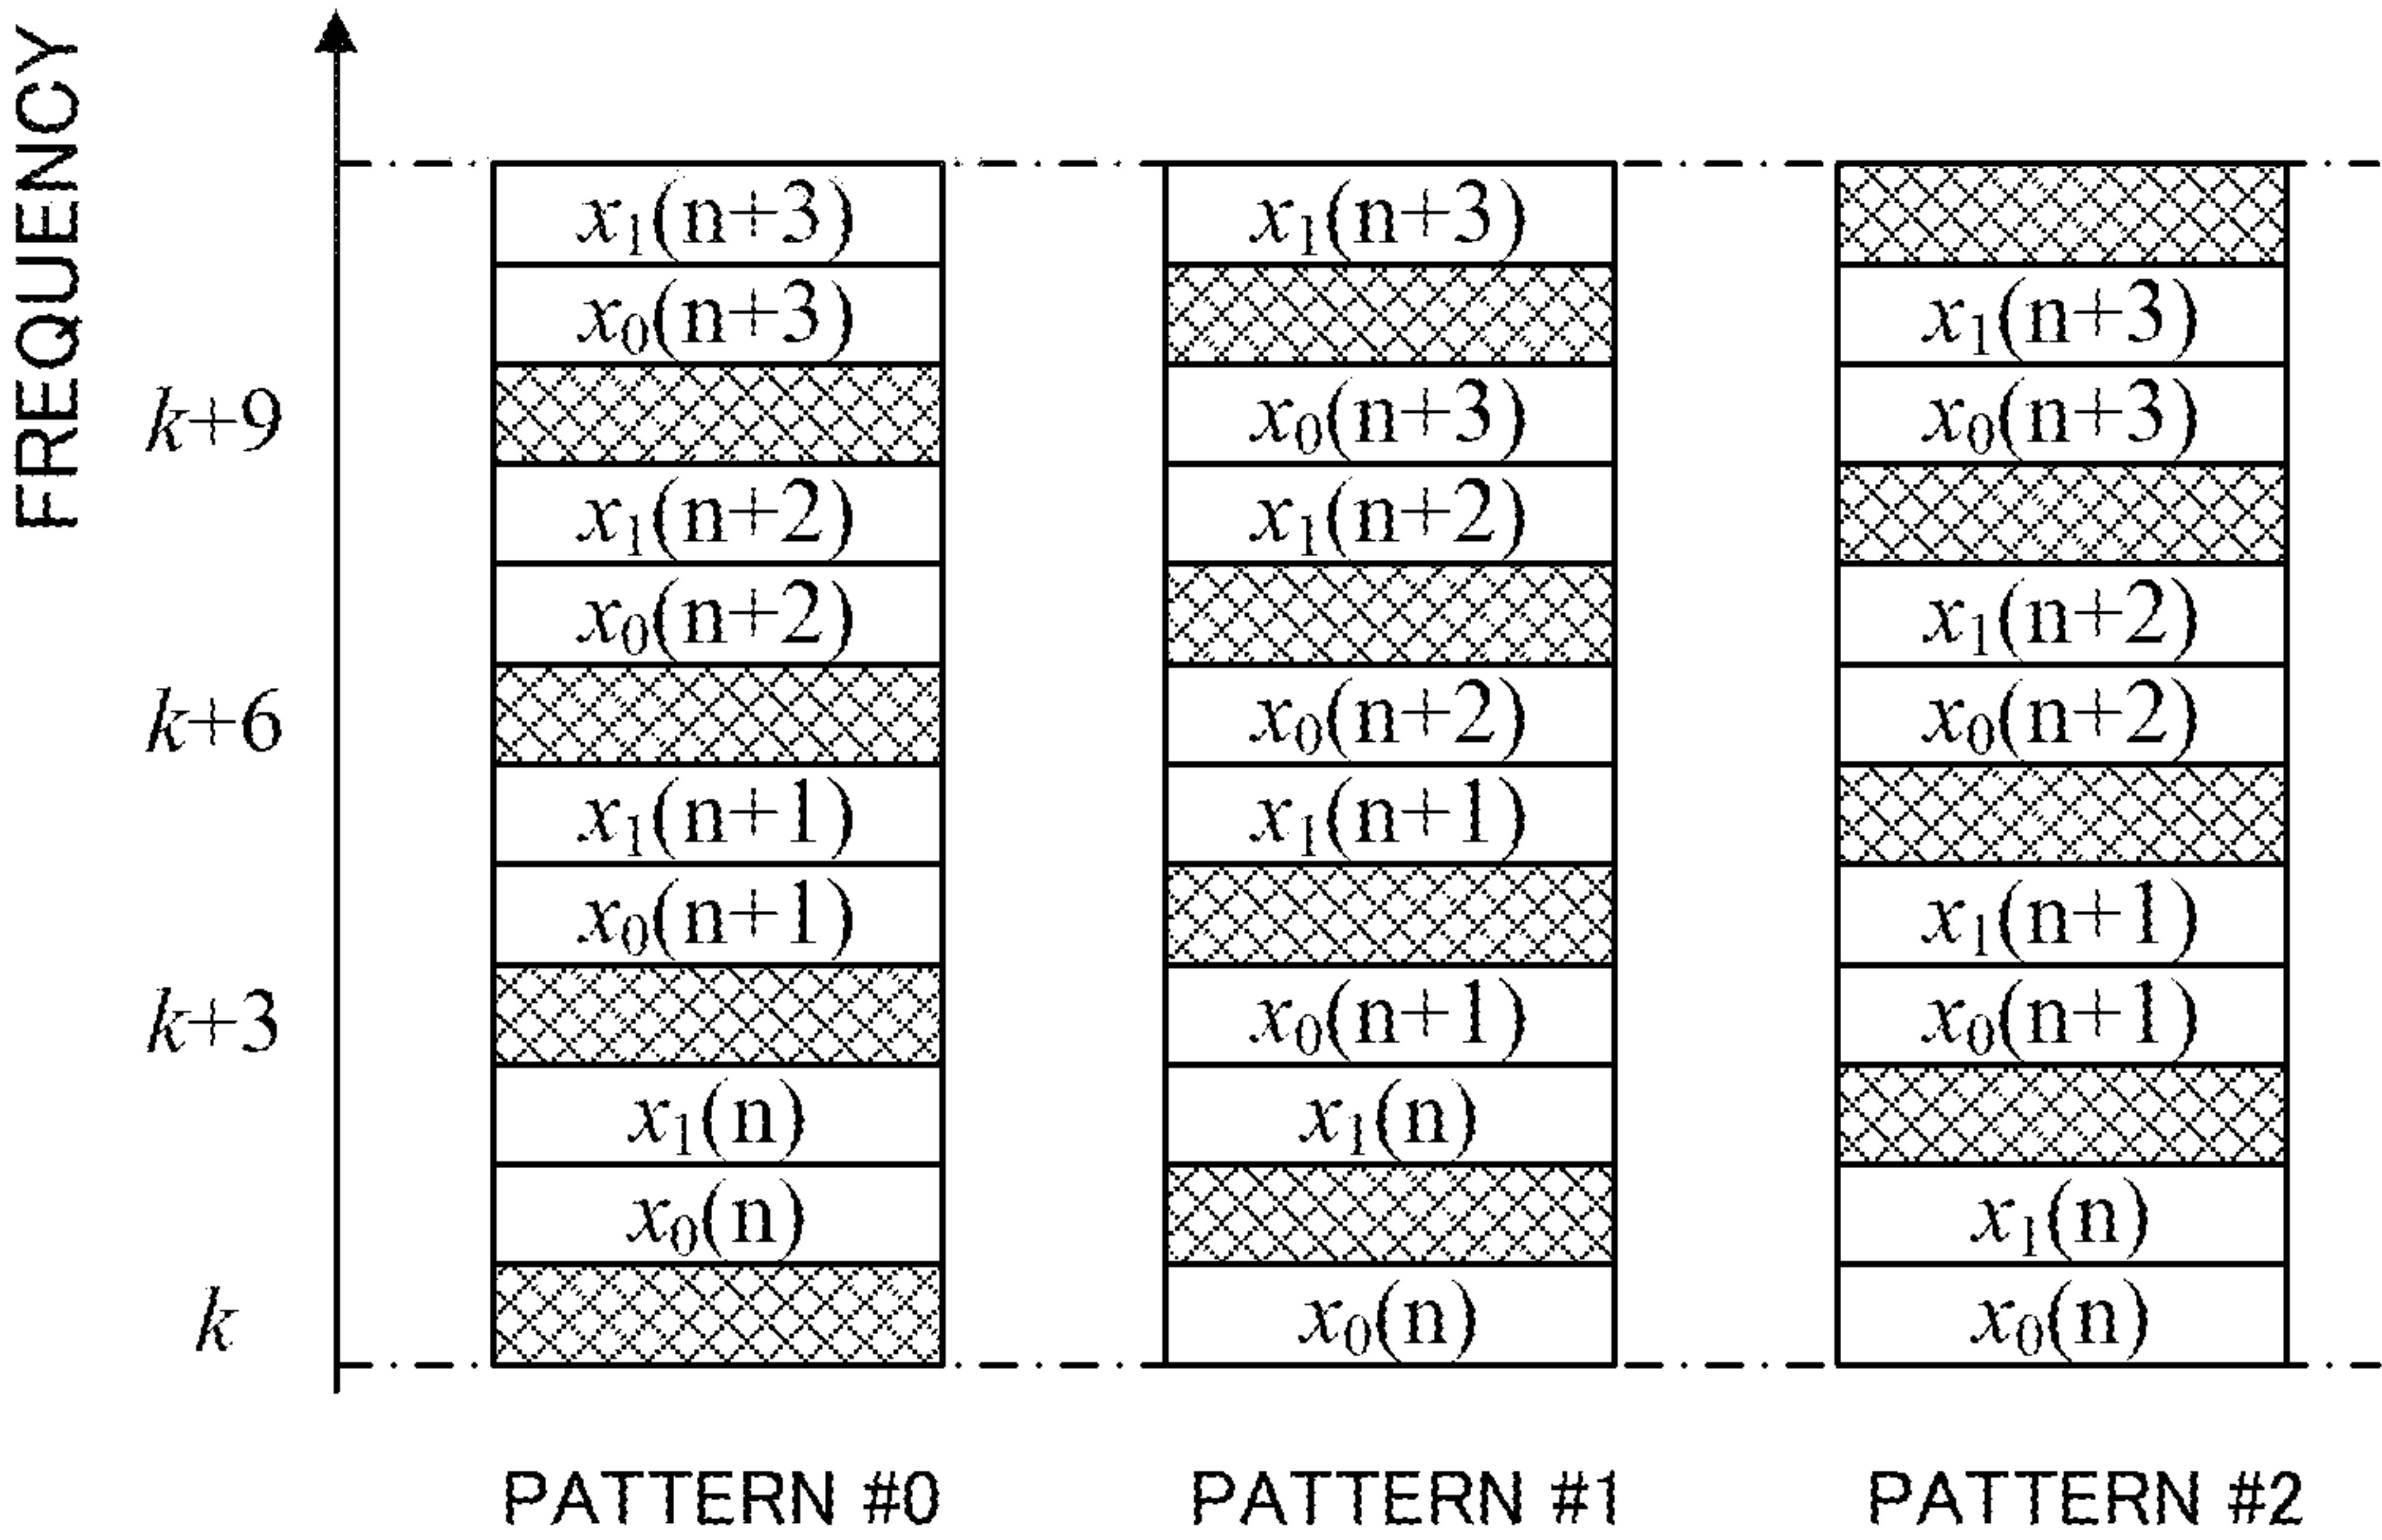 FREQUENCY
x₁(n+3) x₁(n+3)
x₀(n+3) x₁(n+3)
k+9 x₀(n+3) x₀(n+3)
x₁(n+2) x₁(n+2)
x₀(n+2) x₁(n+2)
k+6 x₀(n+2) x₀(n+2)
x₁(n+1) x₁(n+1)
x₀(n+1) x₁(n+1)
k+3 x₀(n+1) x₀(n+1)
x₁(n) x₁(n)
x₀(n) x₁(n)
k x₀(n) x₀(n)
PATTERN #0 PATTERN #1 PATTERN #2